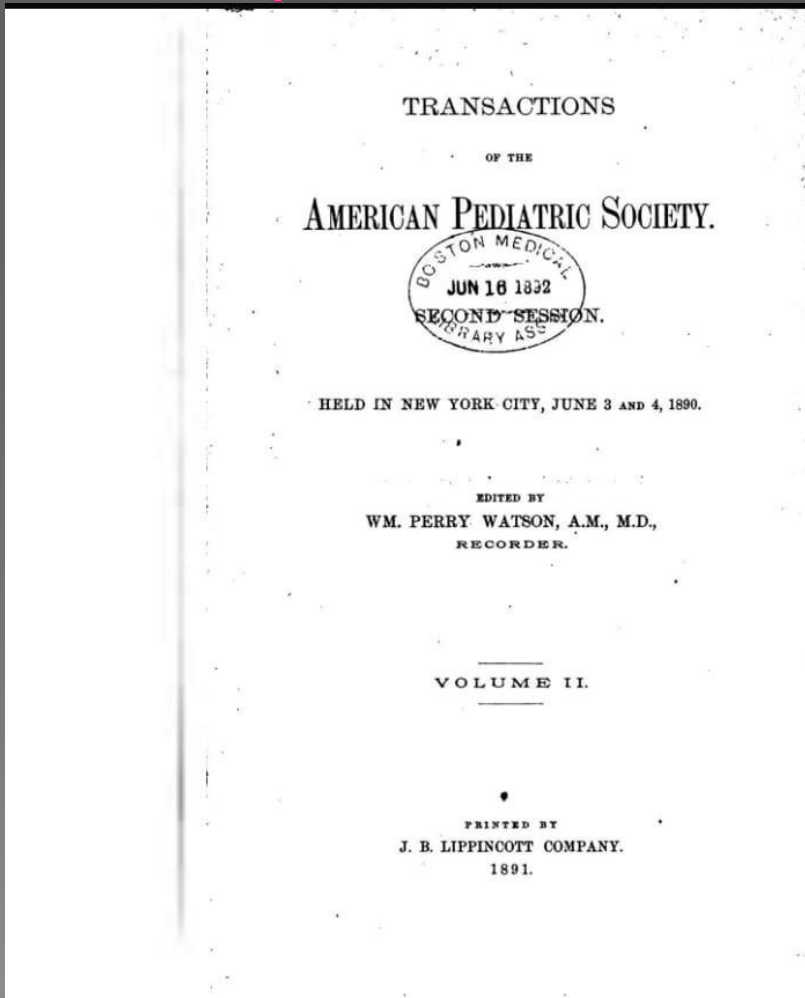 TRANSACTIONS
OF THE
AMERICAN PEDIATRIC SOCIETY.
BOSTON MEDICAL
JUN 16 1892
LIBRARY ASS
SECOND SESSION.
HELD IN NEW YORK CITY, JUNE 3 AND 4, 1890.
EDITED BY
WM. PERRY WATSON, A.M., M.D.,
RECORDER.
VOLUME II.
PRINTED BY
J. B. LIPPINCOTT COMPANY.
1891.